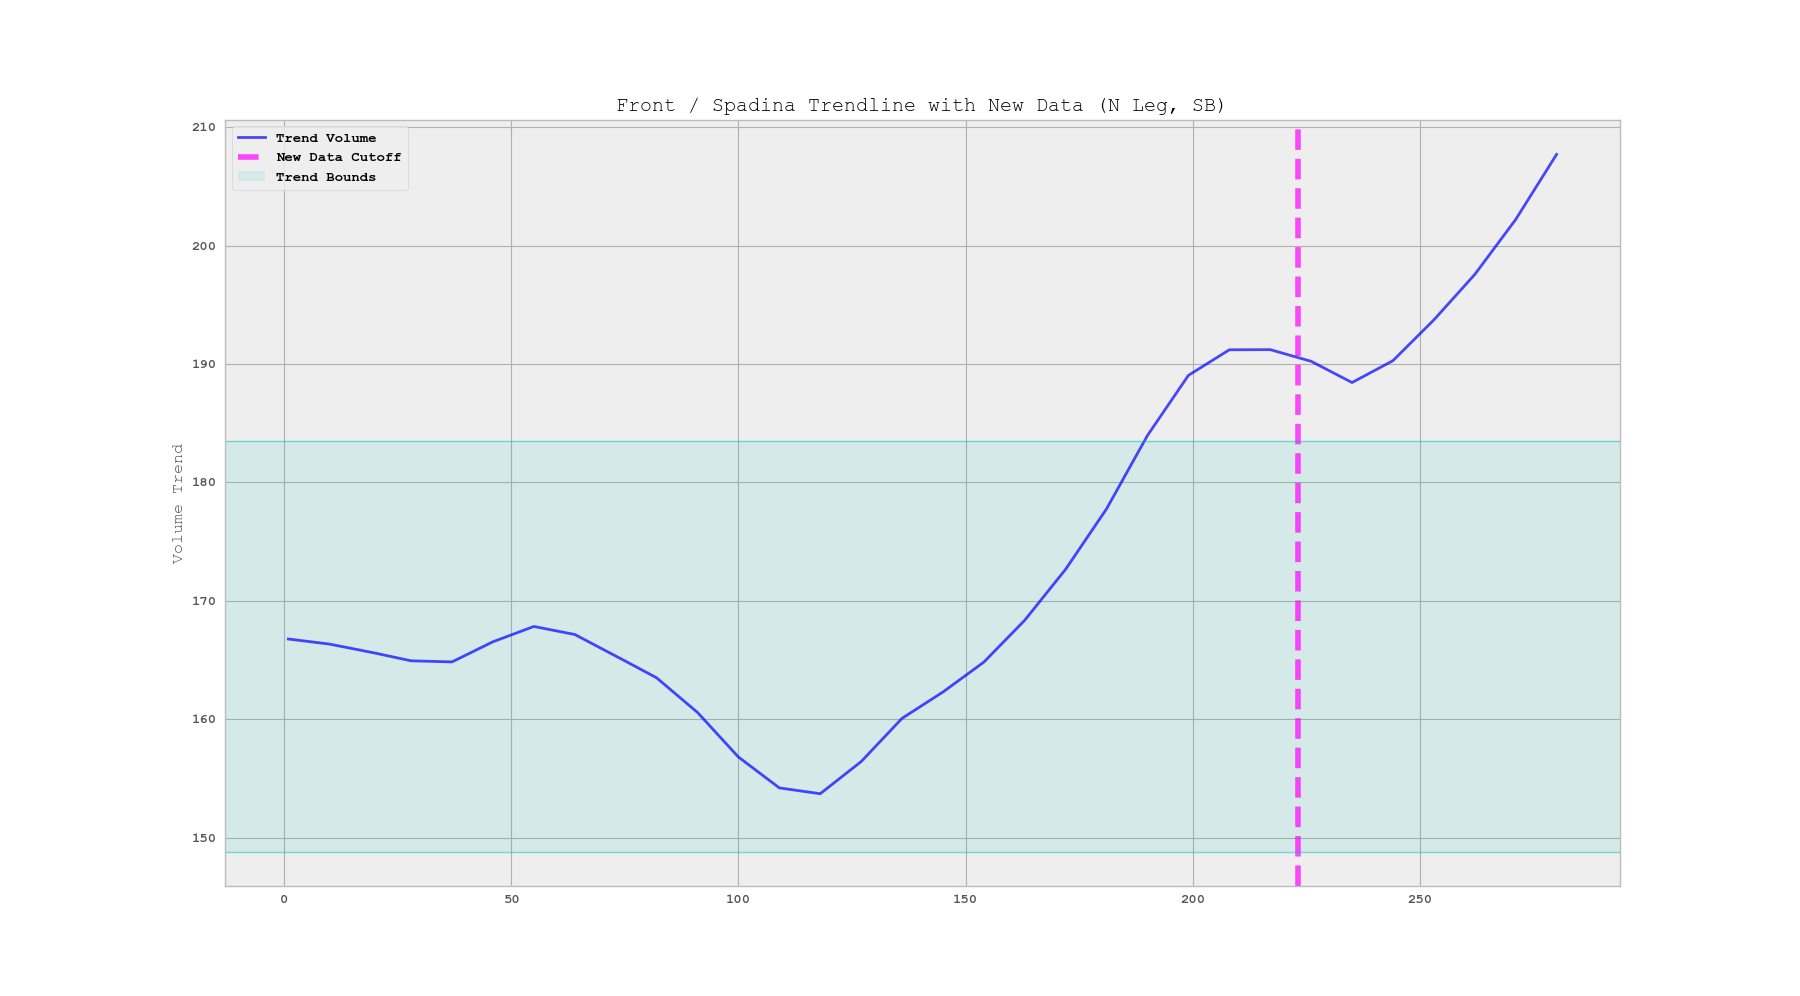 Front / Spadina Trendline with New Data (N Leg, SB)
Trend Volume
New Data Cutoff
Trend Bounds
Volume Trend
210
200
190
180
170
160
150
0 50 100 150 200 250